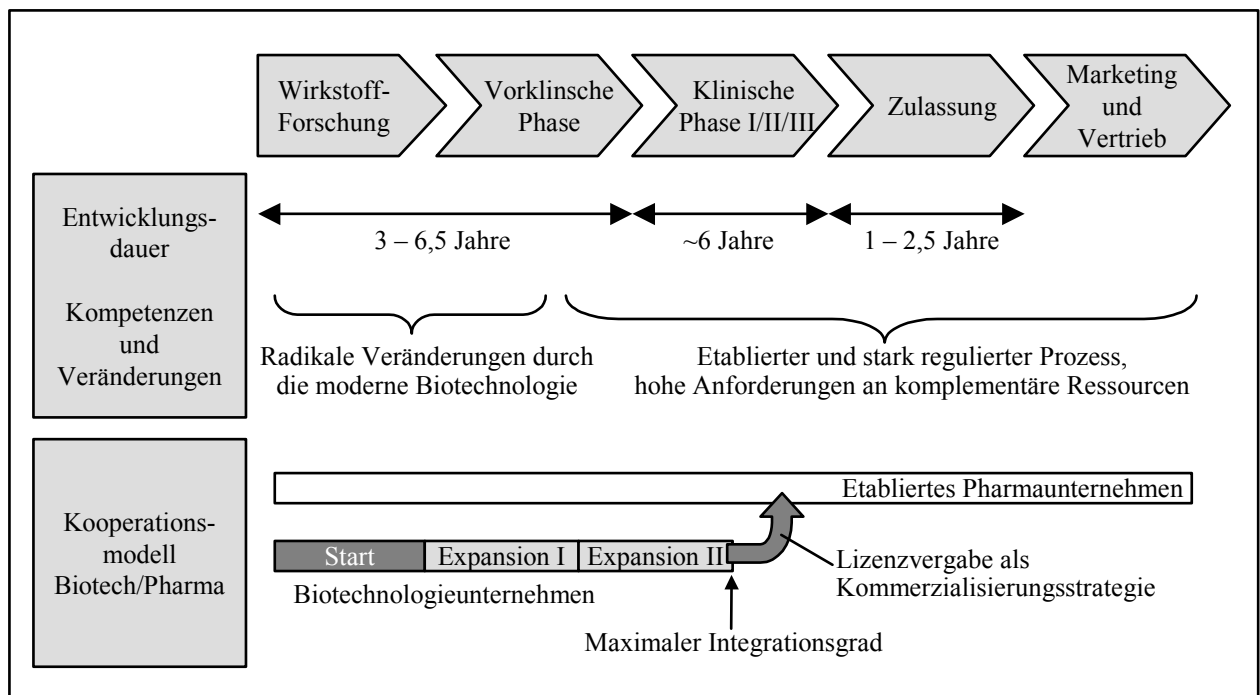 Wirkstoff-
Forschung
Vorklinsche
Phase
Klinische
Phase I/II/III
Zulassung
Marketing
und
Vertrieb
Entwicklungs-
dauer
Kompetenzen
und
Veränderungen
3 – 6,5 Jahre
~6 Jahre
1 – 2,5 Jahre
Radikale Veränderungen durch
die moderne Biotechnologie
Etablierter und stark regulierter Prozess,
hohe Anforderungen an komplementäre Ressourcen
Kooperations-
modell
Biotech/Pharma
Etabliertes Pharmaunternehmen
Start
Expansion I
Expansion II
Biotechnologieunternehmen
Lizenzvergabe als
Kommerzialisierungsstrategie
Maximaler Integrationsgrad